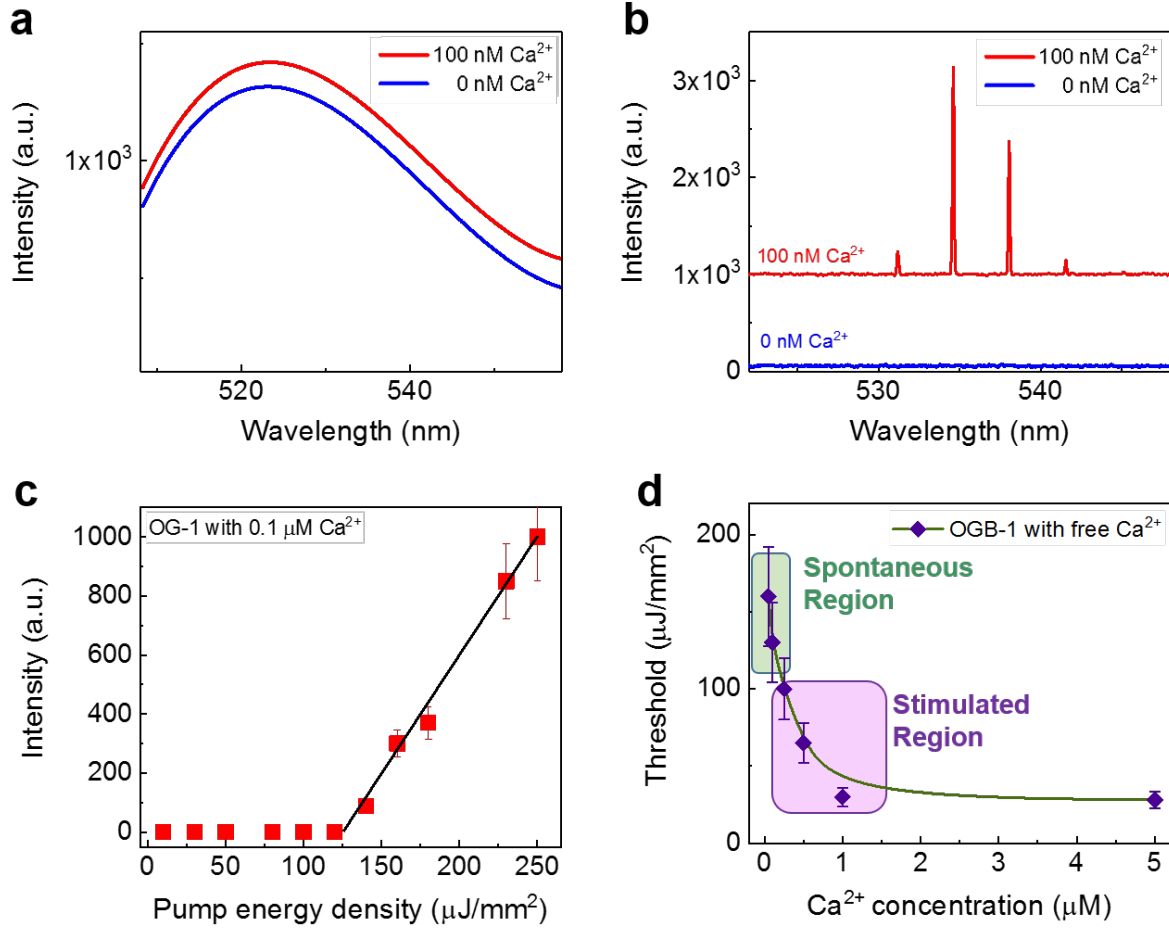 a
100 nM Ca²⁺
0 nM Ca²⁺
1x10³
Intensity (a.u.)
520
540
Wavelength (nm)
b
100 nM Ca²⁺
0 nM Ca²⁺
3x10³
2x10³
1x10³
0
Intensity (a.u.)
100 nM Ca²⁺
0 nM Ca²⁺
530
540
Wavelength (nm)
c
OG-1 with 0.1 μM Ca²⁺
1000
800
600
400
200
0
Intensity (a.u.)
0
50
100
150
200
250
Pump energy density (μJ/mm²)
d
OGB-1 with free Ca²⁺
200
100
0
Threshold (μJ/mm²)
Spontaneous
Region
Stimulated
Region
0
1
2
3
4
5
Ca²⁺ concentration (μM)